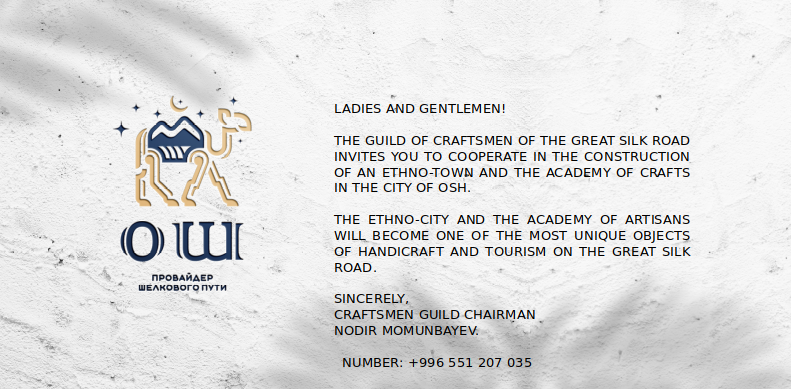 ОШ
ПРОВАЙДЕР
ШЕЛКОВОГО ПУТИ
LADIES AND GENTLEMEN!
THE GUILD OF CRAFTSMEN OF THE GREAT SILK ROAD
INVITES YOU TO COOPERATE IN THE CONSTRUCTION
OF AN ETHNO-TOWN AND THE ACADEMY OF CRAFTS
IN THE CITY OF OSH.
THE ETHNO-CITY AND THE ACADEMY OF ARTISANS
WILL BECOME ONE OF THE MOST UNIQUE OBJECTS
OF HANDICRAFT AND TOURISM ON THE GREAT SILK
ROAD.
SINCERELY,
CRAFTSMEN GUILD CHAIRMAN
NODIR MOMUNBAYEV.
NUMBER: +996 551 207 035